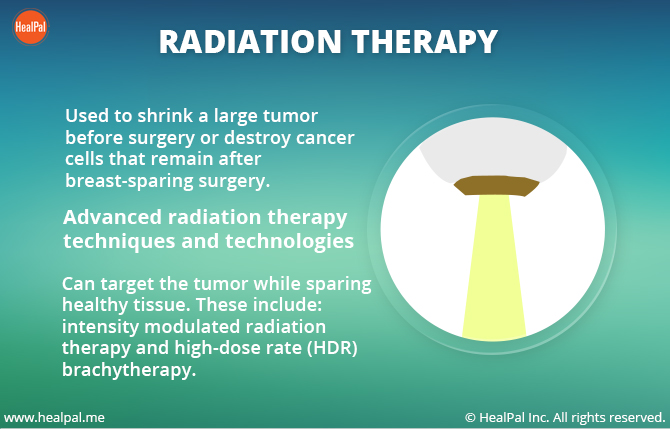 HealPal
RADIATION THERAPY
Used to shrink a large tumor
before surgery or destroy cancer
cells that remain after
breast-sparing surgery.
Advanced radiation therapy
techniques and technologies
Can target the tumor while sparing
healthy tissue. These include:
intensity modulated radiation
therapy and high-dose rate (HDR)
brachytherapy.
www.healpal.me
© HealPal Inc. All rights reserved.